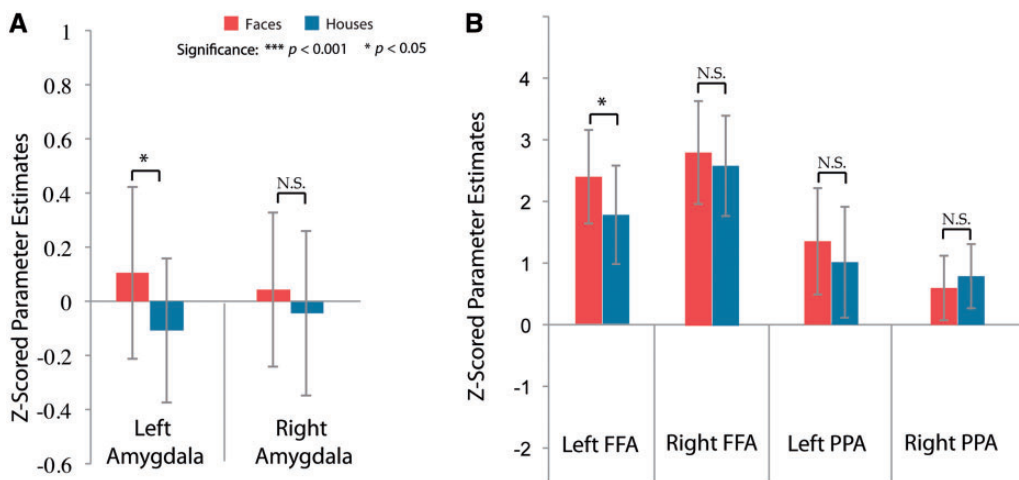 A
Faces Houses
Significance: *** p < 0.001 * p < 0.05
Z-Scored Parameter Estimates
1
0.8
0.6
0.4
0.2
0
-0.2
-0.4
-0.6
*
N.S.
Left
Amygdala
Right
Amygdala
B
Z-Scored Parameter Estimates
4
3
2
1
0
-1
-2
*
N.S.
N.S.
N.S.
Left FFA
Right FFA
Left PPA
Right PPA